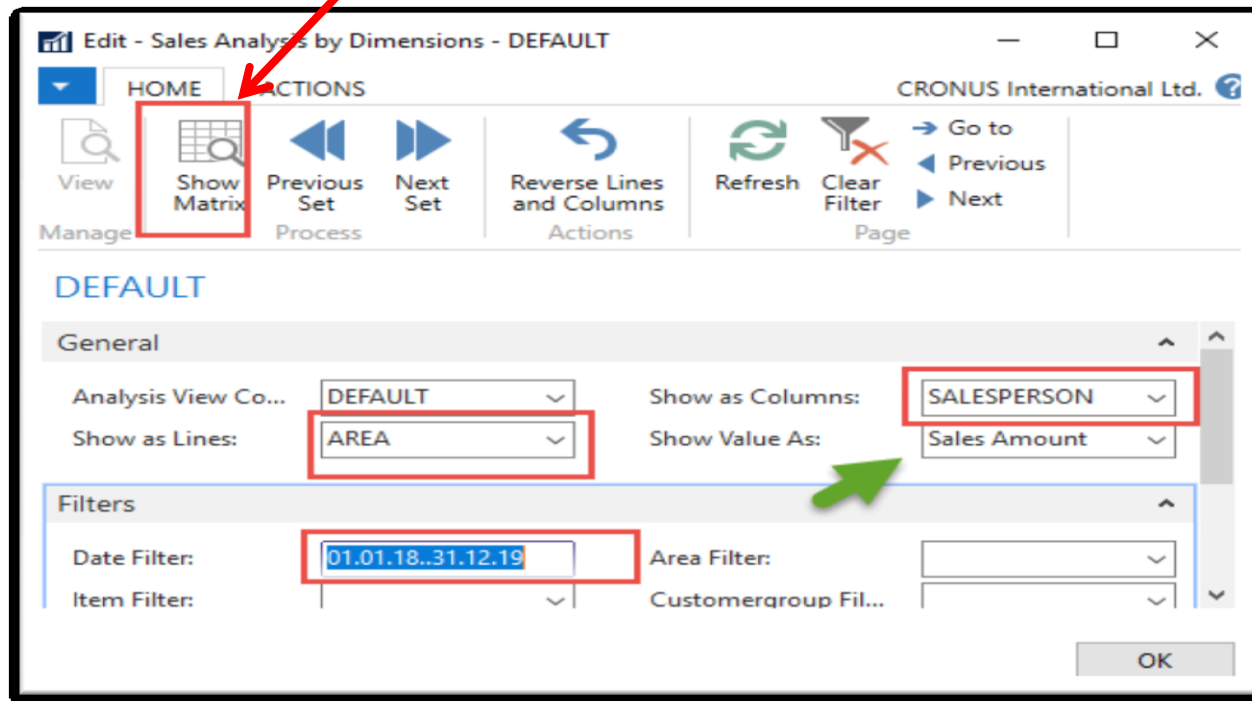 Edit - Sales Analysis by Dimensions - DEFAULT
HOME ACTIONS CRONUS International Ltd.
View
Show Matrix
Previous Set
Next Set
Reverse Lines and Columns
Refresh
Clear Filter
Go to
Previous
Next
Manage Process Actions Page
DEFAULT
General
Analysis View Co... DEFAULT Show as Columns: SALESPERSON
Show as Lines: AREA Show Value As: Sales Amount
Filters
Date Filter: 01.01.18..31.12.19 Area Filter:
Item Filter: Customergroup Fil...
OK